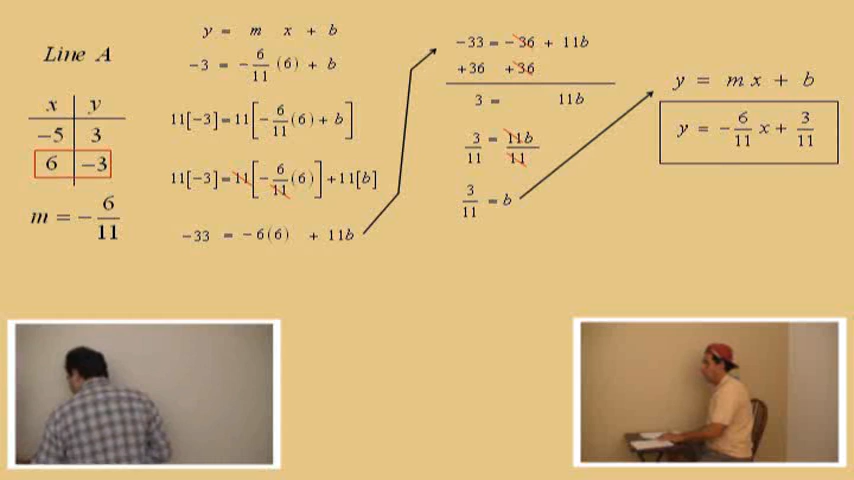 Line A
x y
-5 3
6 -3
m = -6/11
y = m x + b
-3 = -6/11 (6) + b
11[-3]=11[-6/11(6)+b]
11[-3]=11[-6/11(6)]+11[b]
-33 = -6(6) + 11b
-33 = -36 + 11b
+36 +36
3 = 11b
3/11 = 11b/11
3/11 = b
y = mx + b
y = -6/11 x + 3/11